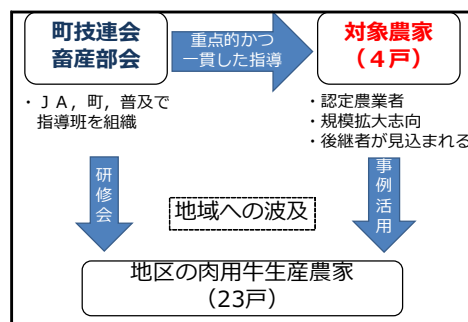 町技連会
畜産部会
重点的かつ
一貫した指導
対象農家
（４戸）
・ＪＡ，町，普及で
指導班を組織
・認定農業者
・規模拡大志向
・後継者が見込まれる
研修会
地域への波及
事例活用
地区の肉用牛生産農家
（23戸）